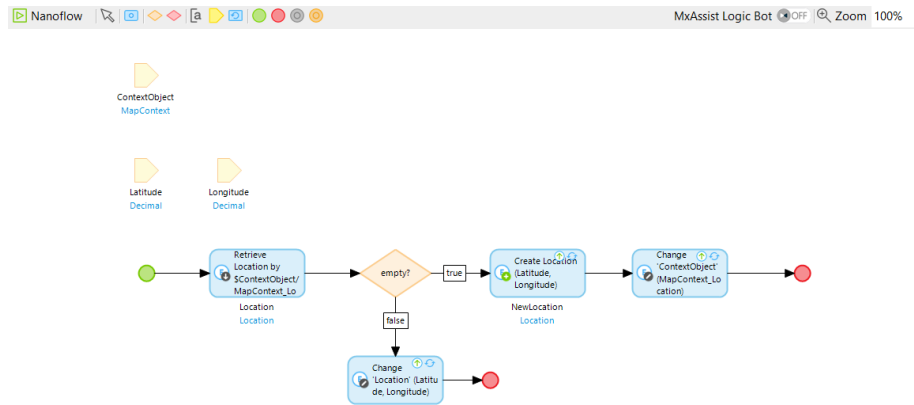 Nanoflow
MxAssist Logic Bot OFF Zoom 100%
ContextObject
MapContext
Latitude
Decimal
Longitude
Decimal
Retrieve
Location by
$ContextObject/
MapContext_Lo
Location
Location
empty?
true
Create Location
(Latitude,
Longitude)
NewLocation
Location
Change
'ContextObject'
(MapContext_Lo
cation)
false
Change
'Location' (Latitu
de, Longitude)